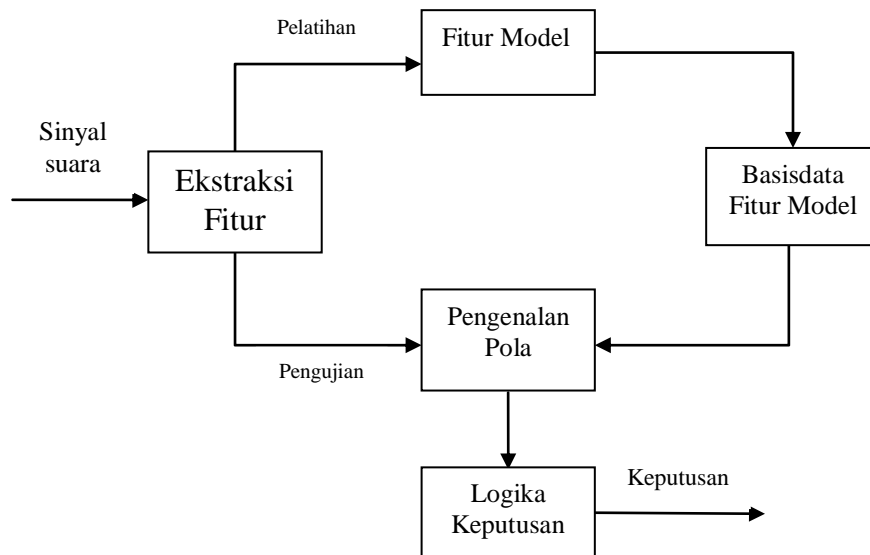 Pelatihan
Fitur Model
Sinyal
suara
Ekstraksi
Fitur
Basisdata
Fitur Model
Pengenalan
Pola
Pengujian
Logika
Keputusan
Keputusan